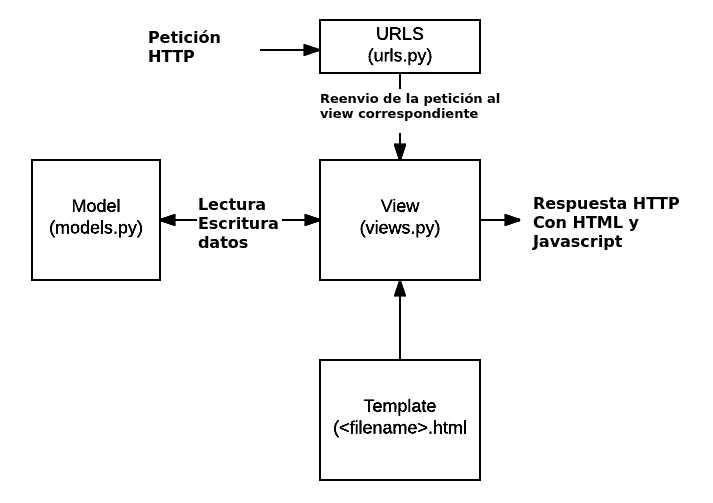 Petición
HTTP
URLS
(urls.py)
Reenvio de la petición al
view correspondiente
Model
(models.py)
Lectura
Escritura
datos
View
(views.py)
Respuesta HTTP
Con HTML y
Javascript
Template
(<filename>.html